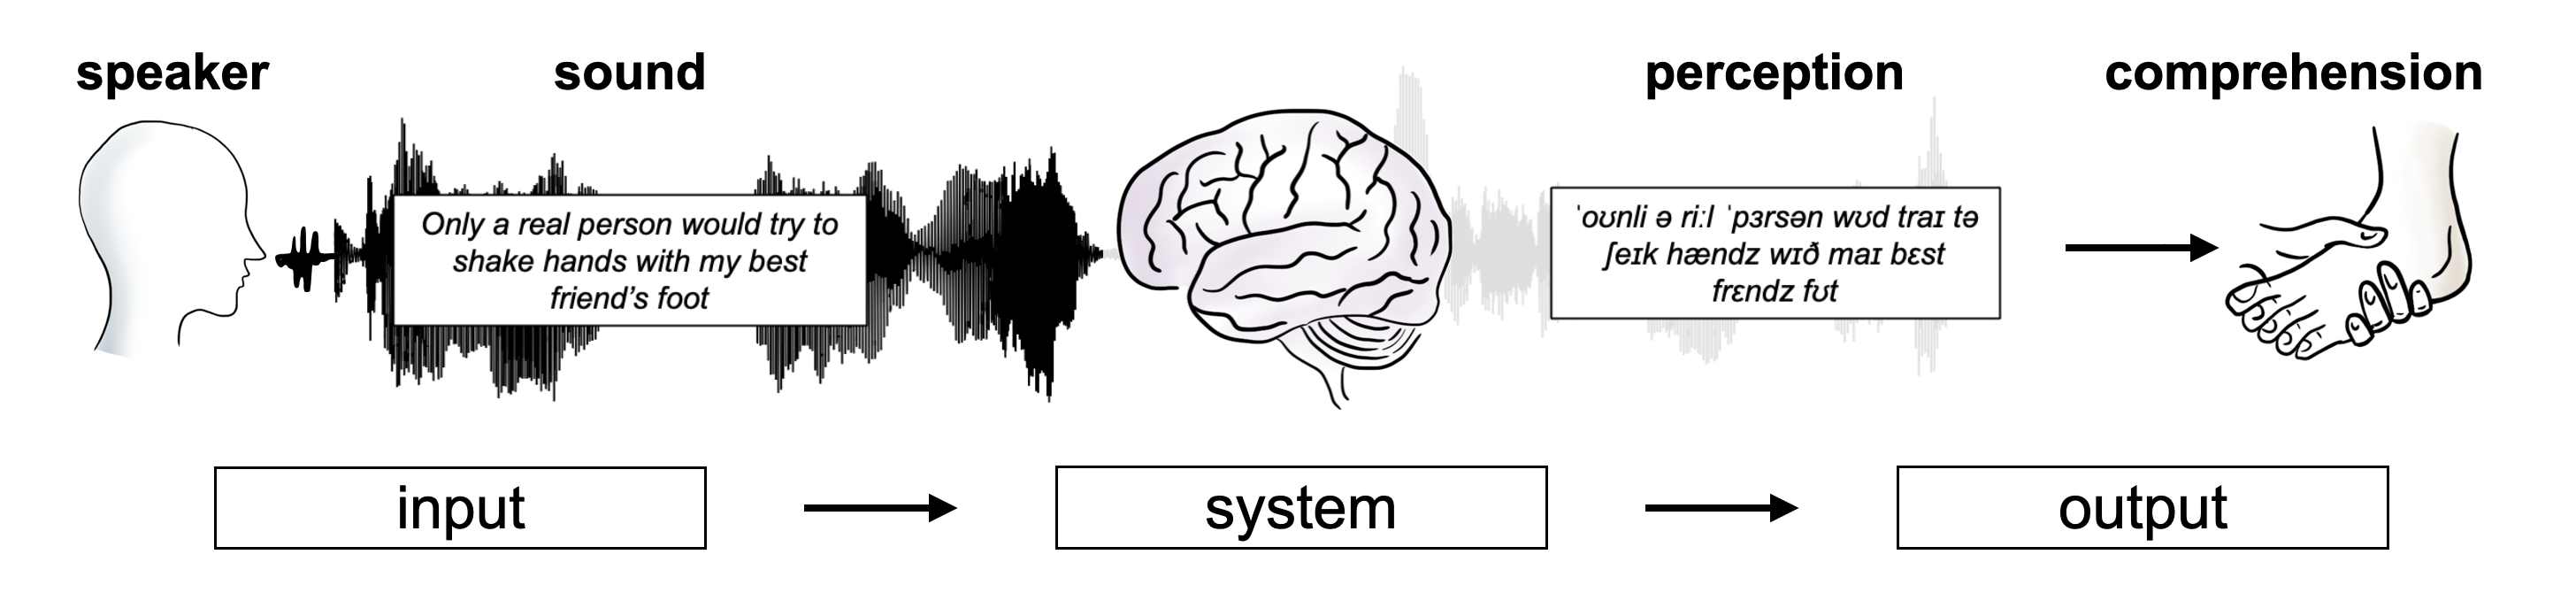 speaker
sound
perception
comprehension
Only a real person would try to
shake hands with my best
friend's foot
ˈoʊnli ə riːl ˈpɜrsən wʊd traɪ tə
ʃeɪk hændz wɪð maɪ bɛst
frɛndz fʊt
input
system
output